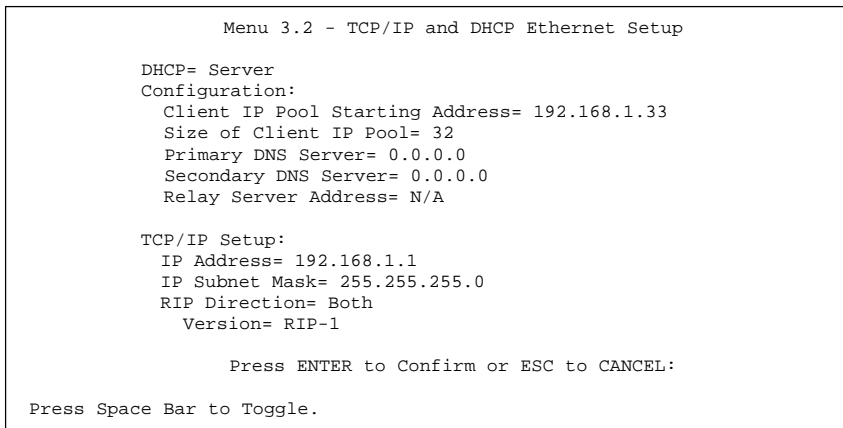 Menu 3.2 - TCP/IP and DHCP Ethernet Setup
DHCP= Server
Configuration:
Client IP Pool Starting Address= 192.168.1.33
Size of Client IP Pool= 32
Primary DNS Server= 0.0.0.0
Secondary DNS Server= 0.0.0.0
Relay Server Address= N/A
TCP/IP Setup:
IP Address= 192.168.1.1
IP Subnet Mask= 255.255.255.0
RIP Direction= Both
Version= RIP-1
Press ENTER to Confirm or ESC to CANCEL:
Press Space Bar to Toggle.